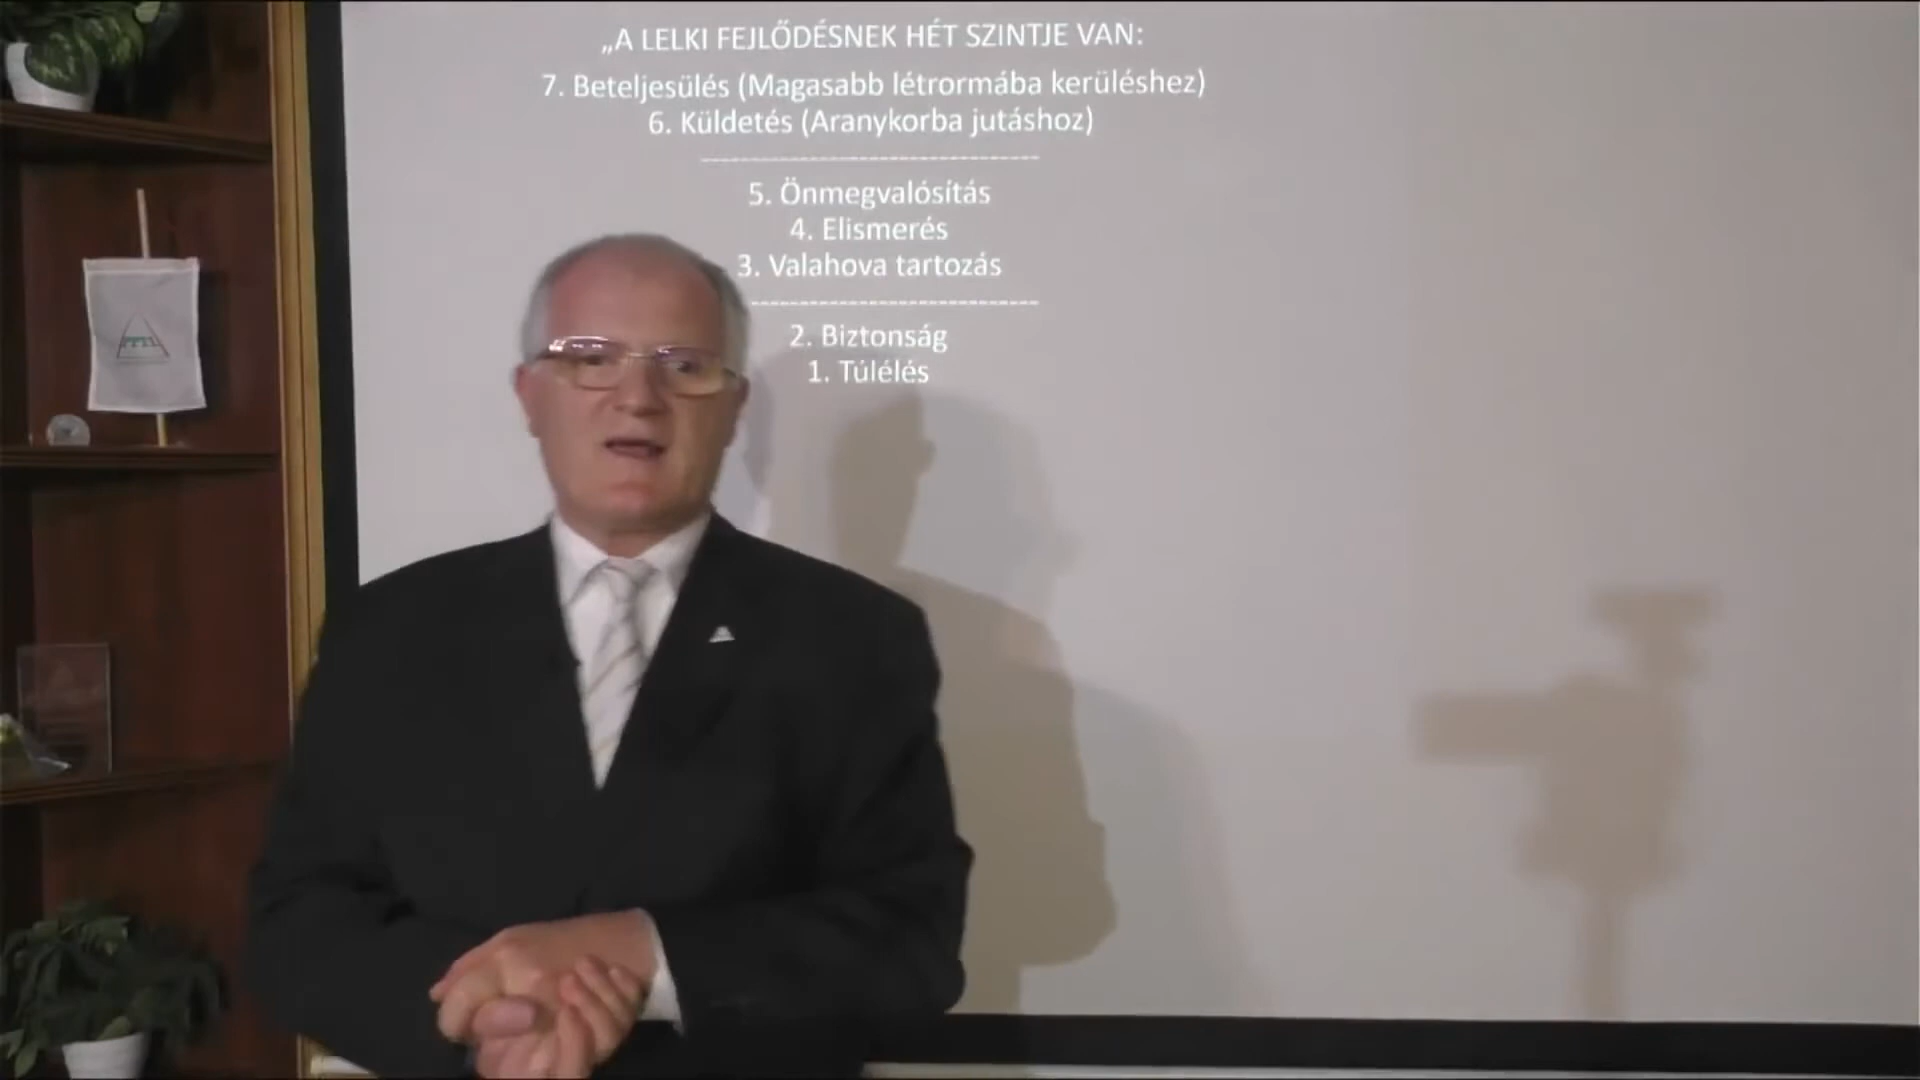 „A LELKI FEJLŐDÉSNEK HÉT SZINTJE VAN:
7. Beteljesülés (Magasabb létrormába kerüléshez)
6. Küldetés (Aranykorba jutáshoz)
--------------------------------
5. Önmegvalósítás
4. Elismerés
3. Valahova tartozás
--------------------------------
2. Biztonság
1. Túlélés